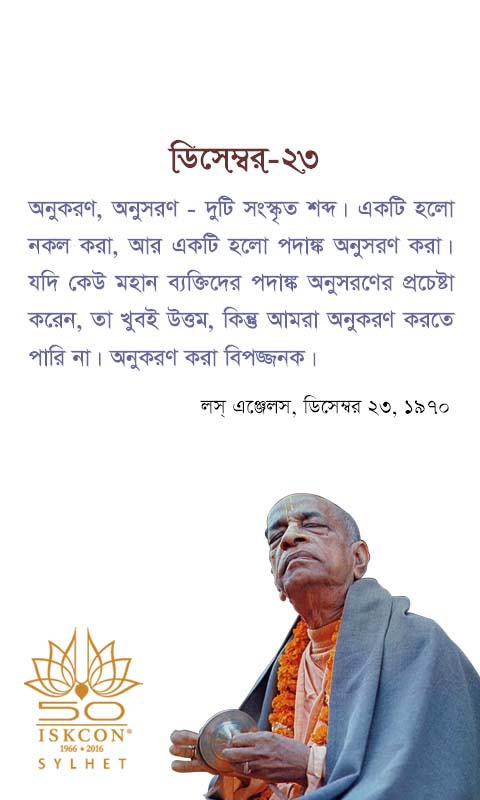 ডিসেম্বর-২৩
অনুকরণ, অনুসরণ - দুটি সংস্কৃত শব্দ। একটি হলো
নকল করা, আর একটি হলো পদাঙ্ক অনুসরণ করা।
যদি কেউ মহান ব্যক্তিদের পদাঙ্ক অনুসরণের প্রচেষ্টা
করেন, তা খুবই উত্তম, কিন্তু আমরা অনুকরণ করতে
পারি না। অনুকরণ করা বিপজ্জনক।
লস্ এঞ্জেলস, ডিসেম্বর ২৩, ১৯৭০
50
ISKCON®
1966 • 2016
SYLHET